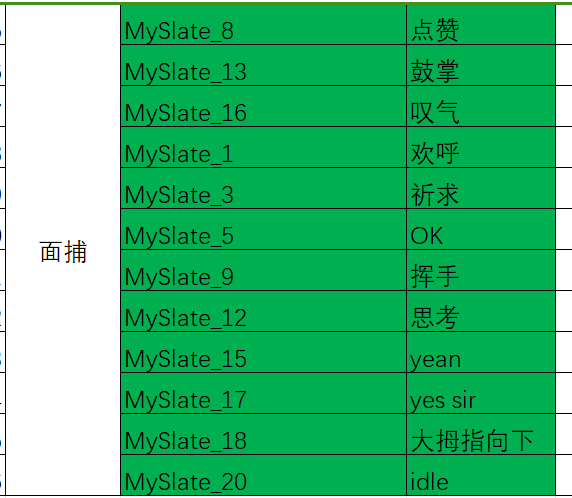 MySlate_8 点赞
MySlate_13 鼓掌
MySlate_16 叹气
MySlate_1 欢呼
MySlate_3 祈求
面捕 MySlate_5 OK
MySlate_9 挥手
MySlate_12 思考
MySlate_15 yean
MySlate_17 yes sir
MySlate_18 大拇指向下
MySlate_20 idle